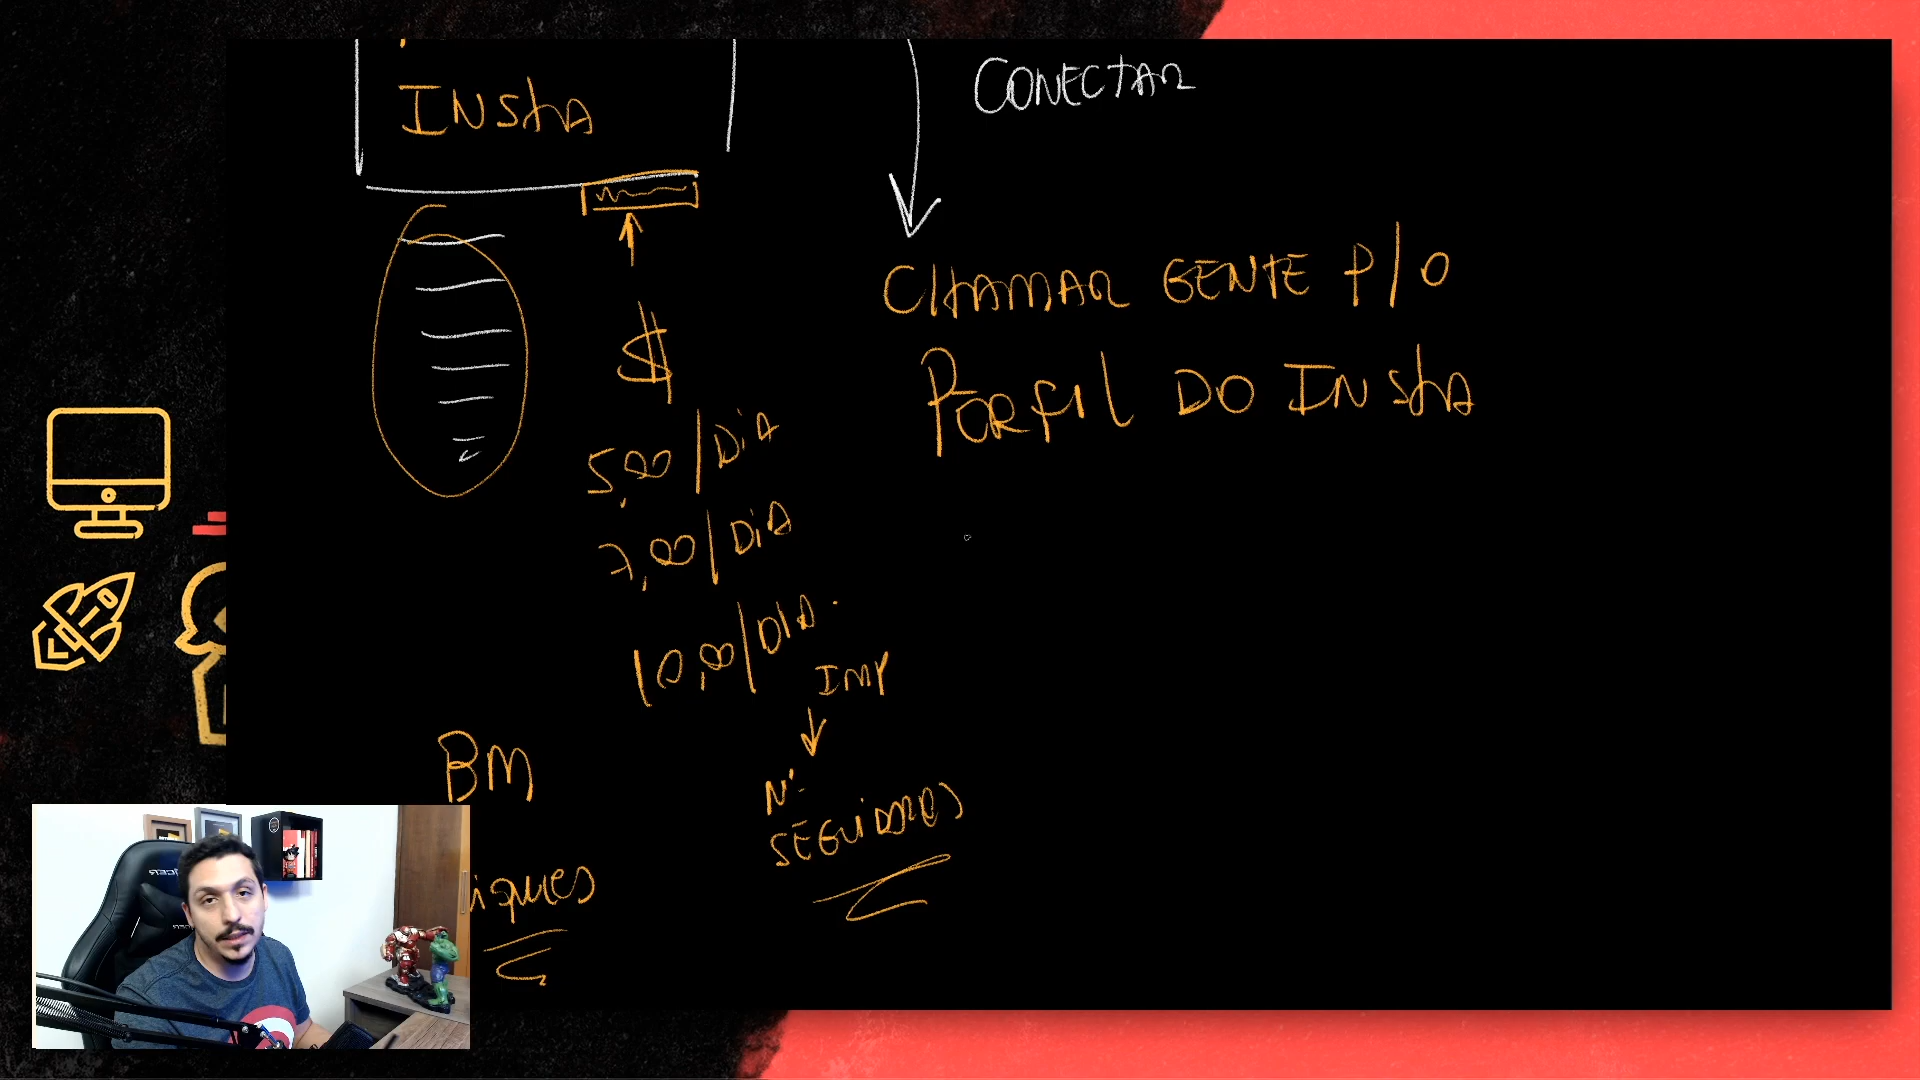 INSTA
CONECTAR
CHAMAR GENTE P/ O
PERFIL DO INSTA
$
5,00/DIA
7,00/DIA
10,00/DIA.
IMP
Nº
SEGUIDORES
BM
iques